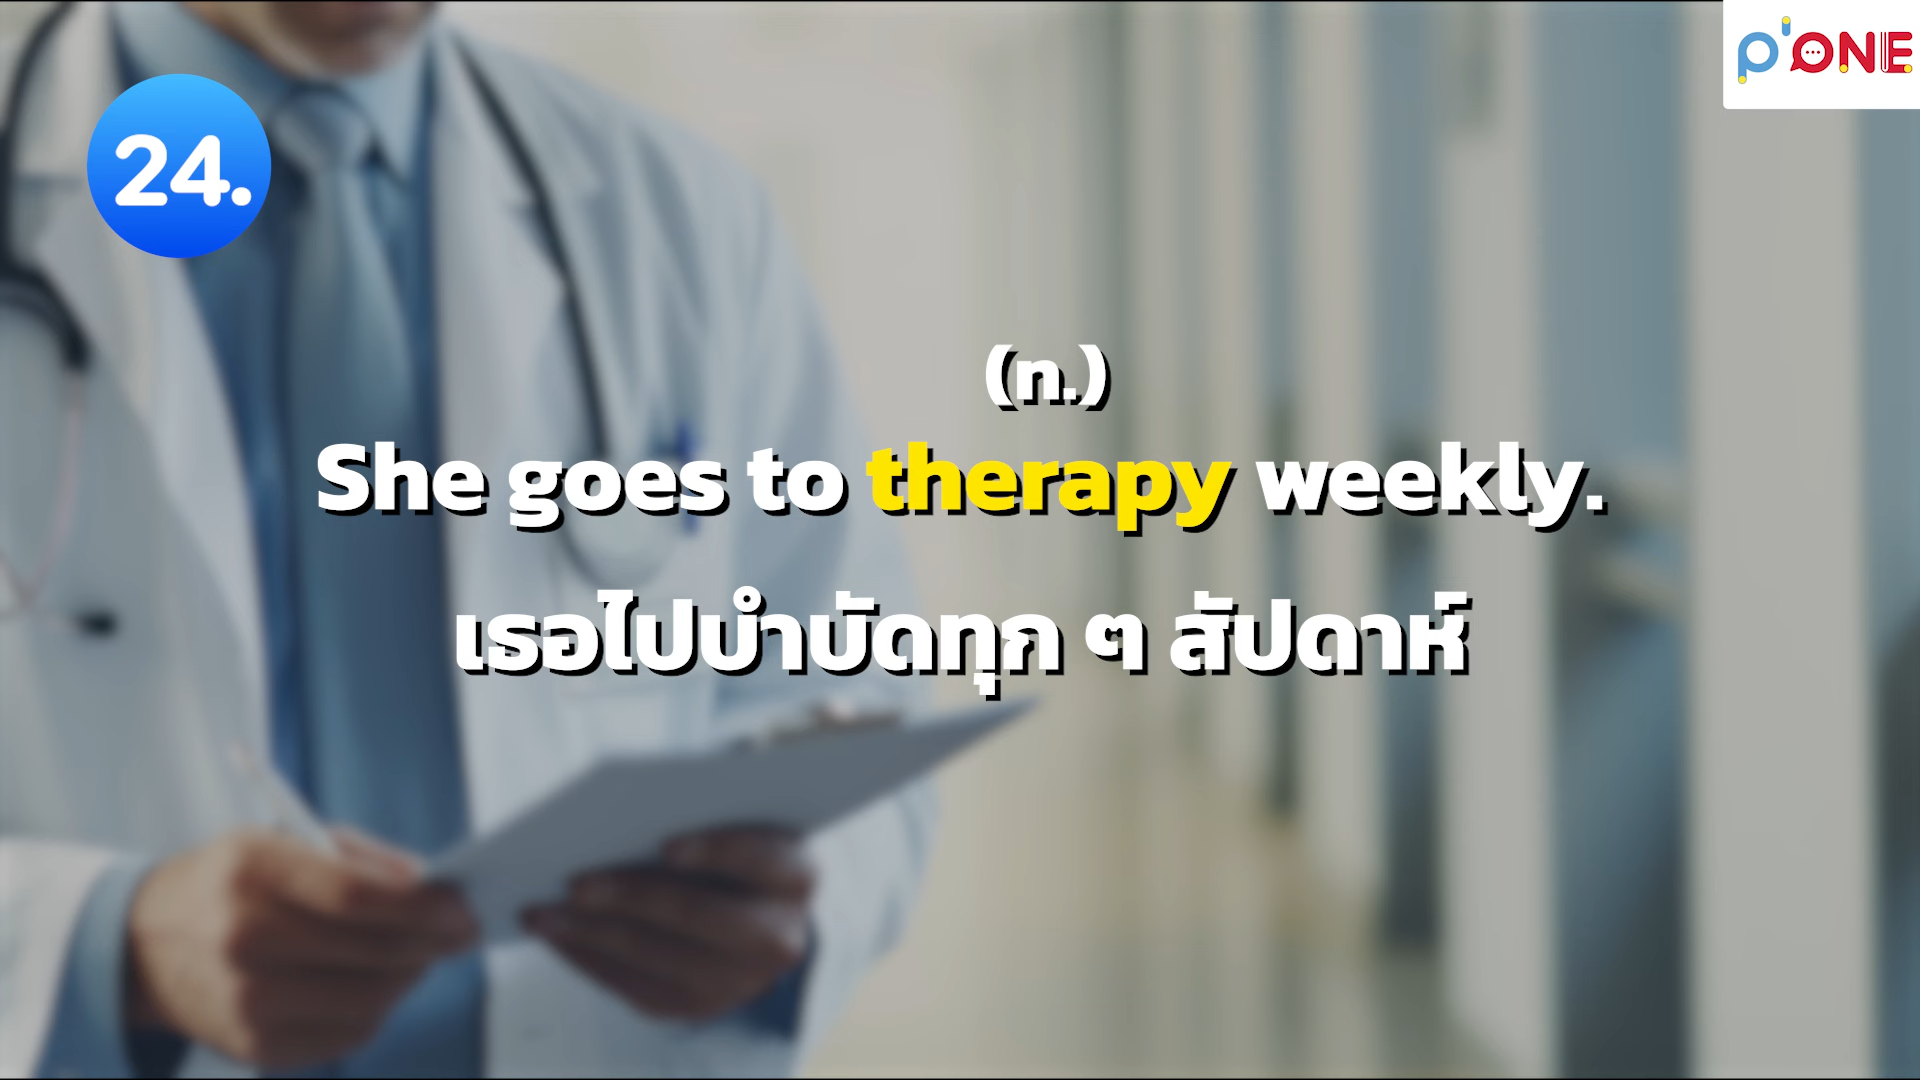 P'ONE
24.
(n.)
She goes to therapy weekly.
เธอไปบำบัดทุก ๆ สัปดาห์